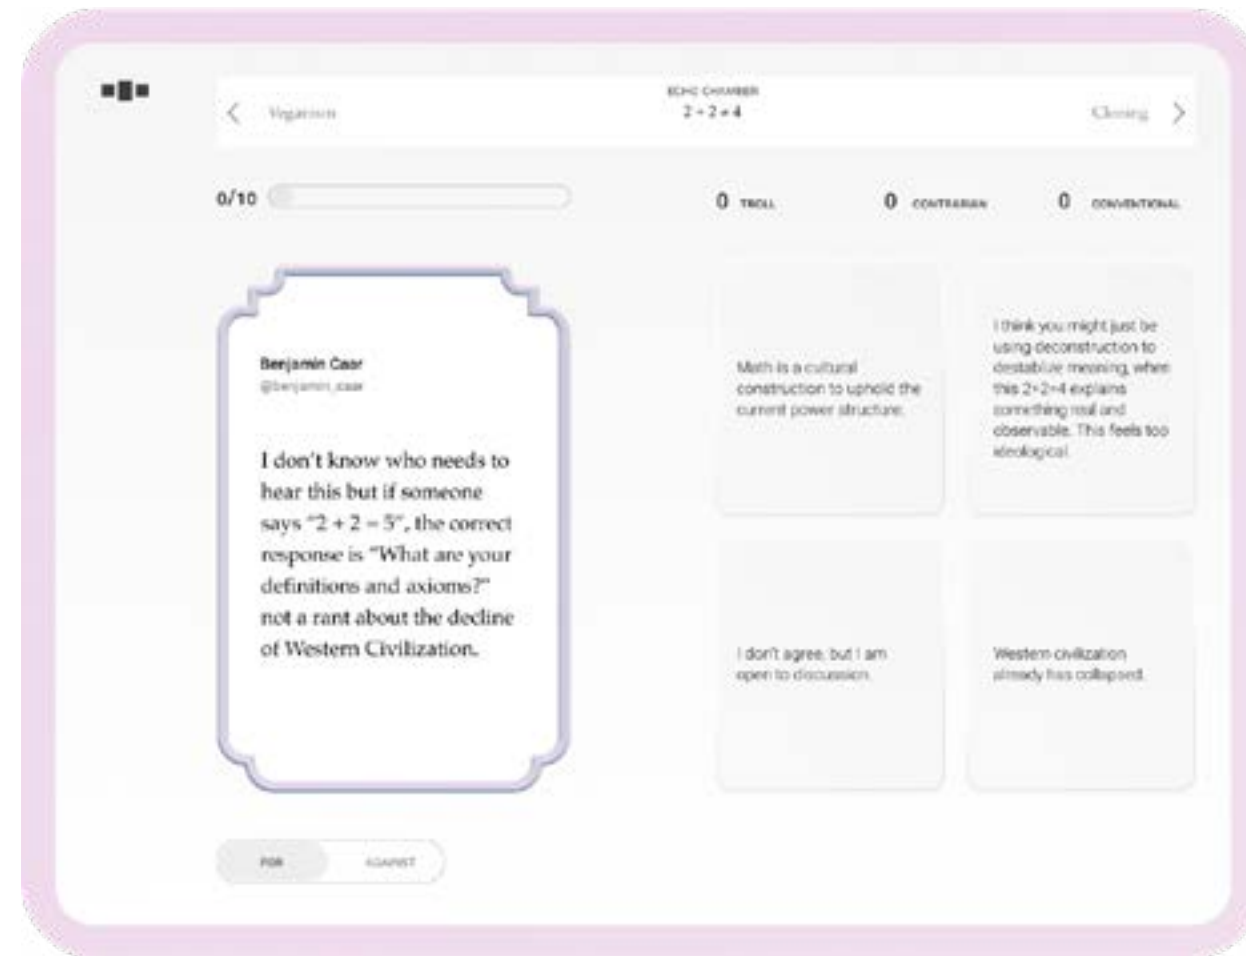 Veganism
ECHO CHAMBER
2 + 2 = 4
Cloning
0/10
0 TROLL
0 CONTRARIAN
0 CONVENTIONAL
Benjamin Caar
@benjamin_caar
I don't know who needs to
hear this but if someone
says "2 + 2 = 5", the correct
response is "What are your
definitions and axioms?"
not a rant about the decline
of Western Civilization.
Math is a cultural
construction to uphold the
current power structure.
I think you might just be
using deconstruction to
destablize meaning, when
this 2+2=4 explains
something real and
observable. This feels too
ideological.
I don't agree, but I am
open to discussion.
Western civilization
already has collapsed.
FOR
AGAINST